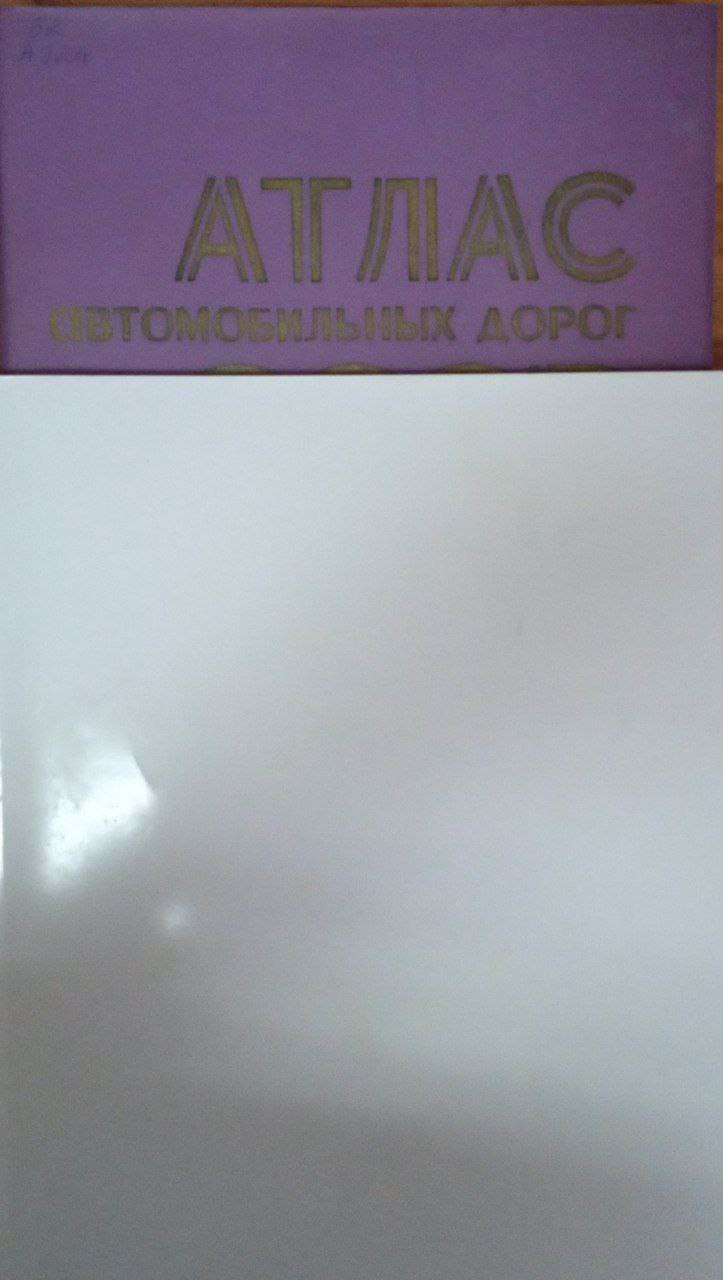 АТЛАС
автомобильных дорог